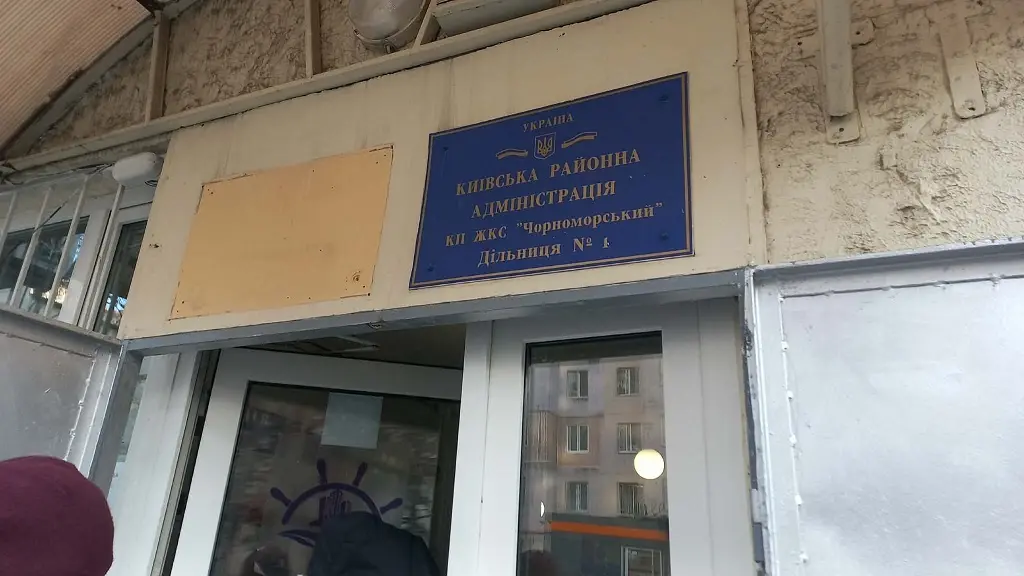 УКРАЇНА
КИЇВСЬКА РАЙОННА
АДМІНІСТРАЦІЯ
КП ЖКС "Чорноморський"
Дільниця № 1